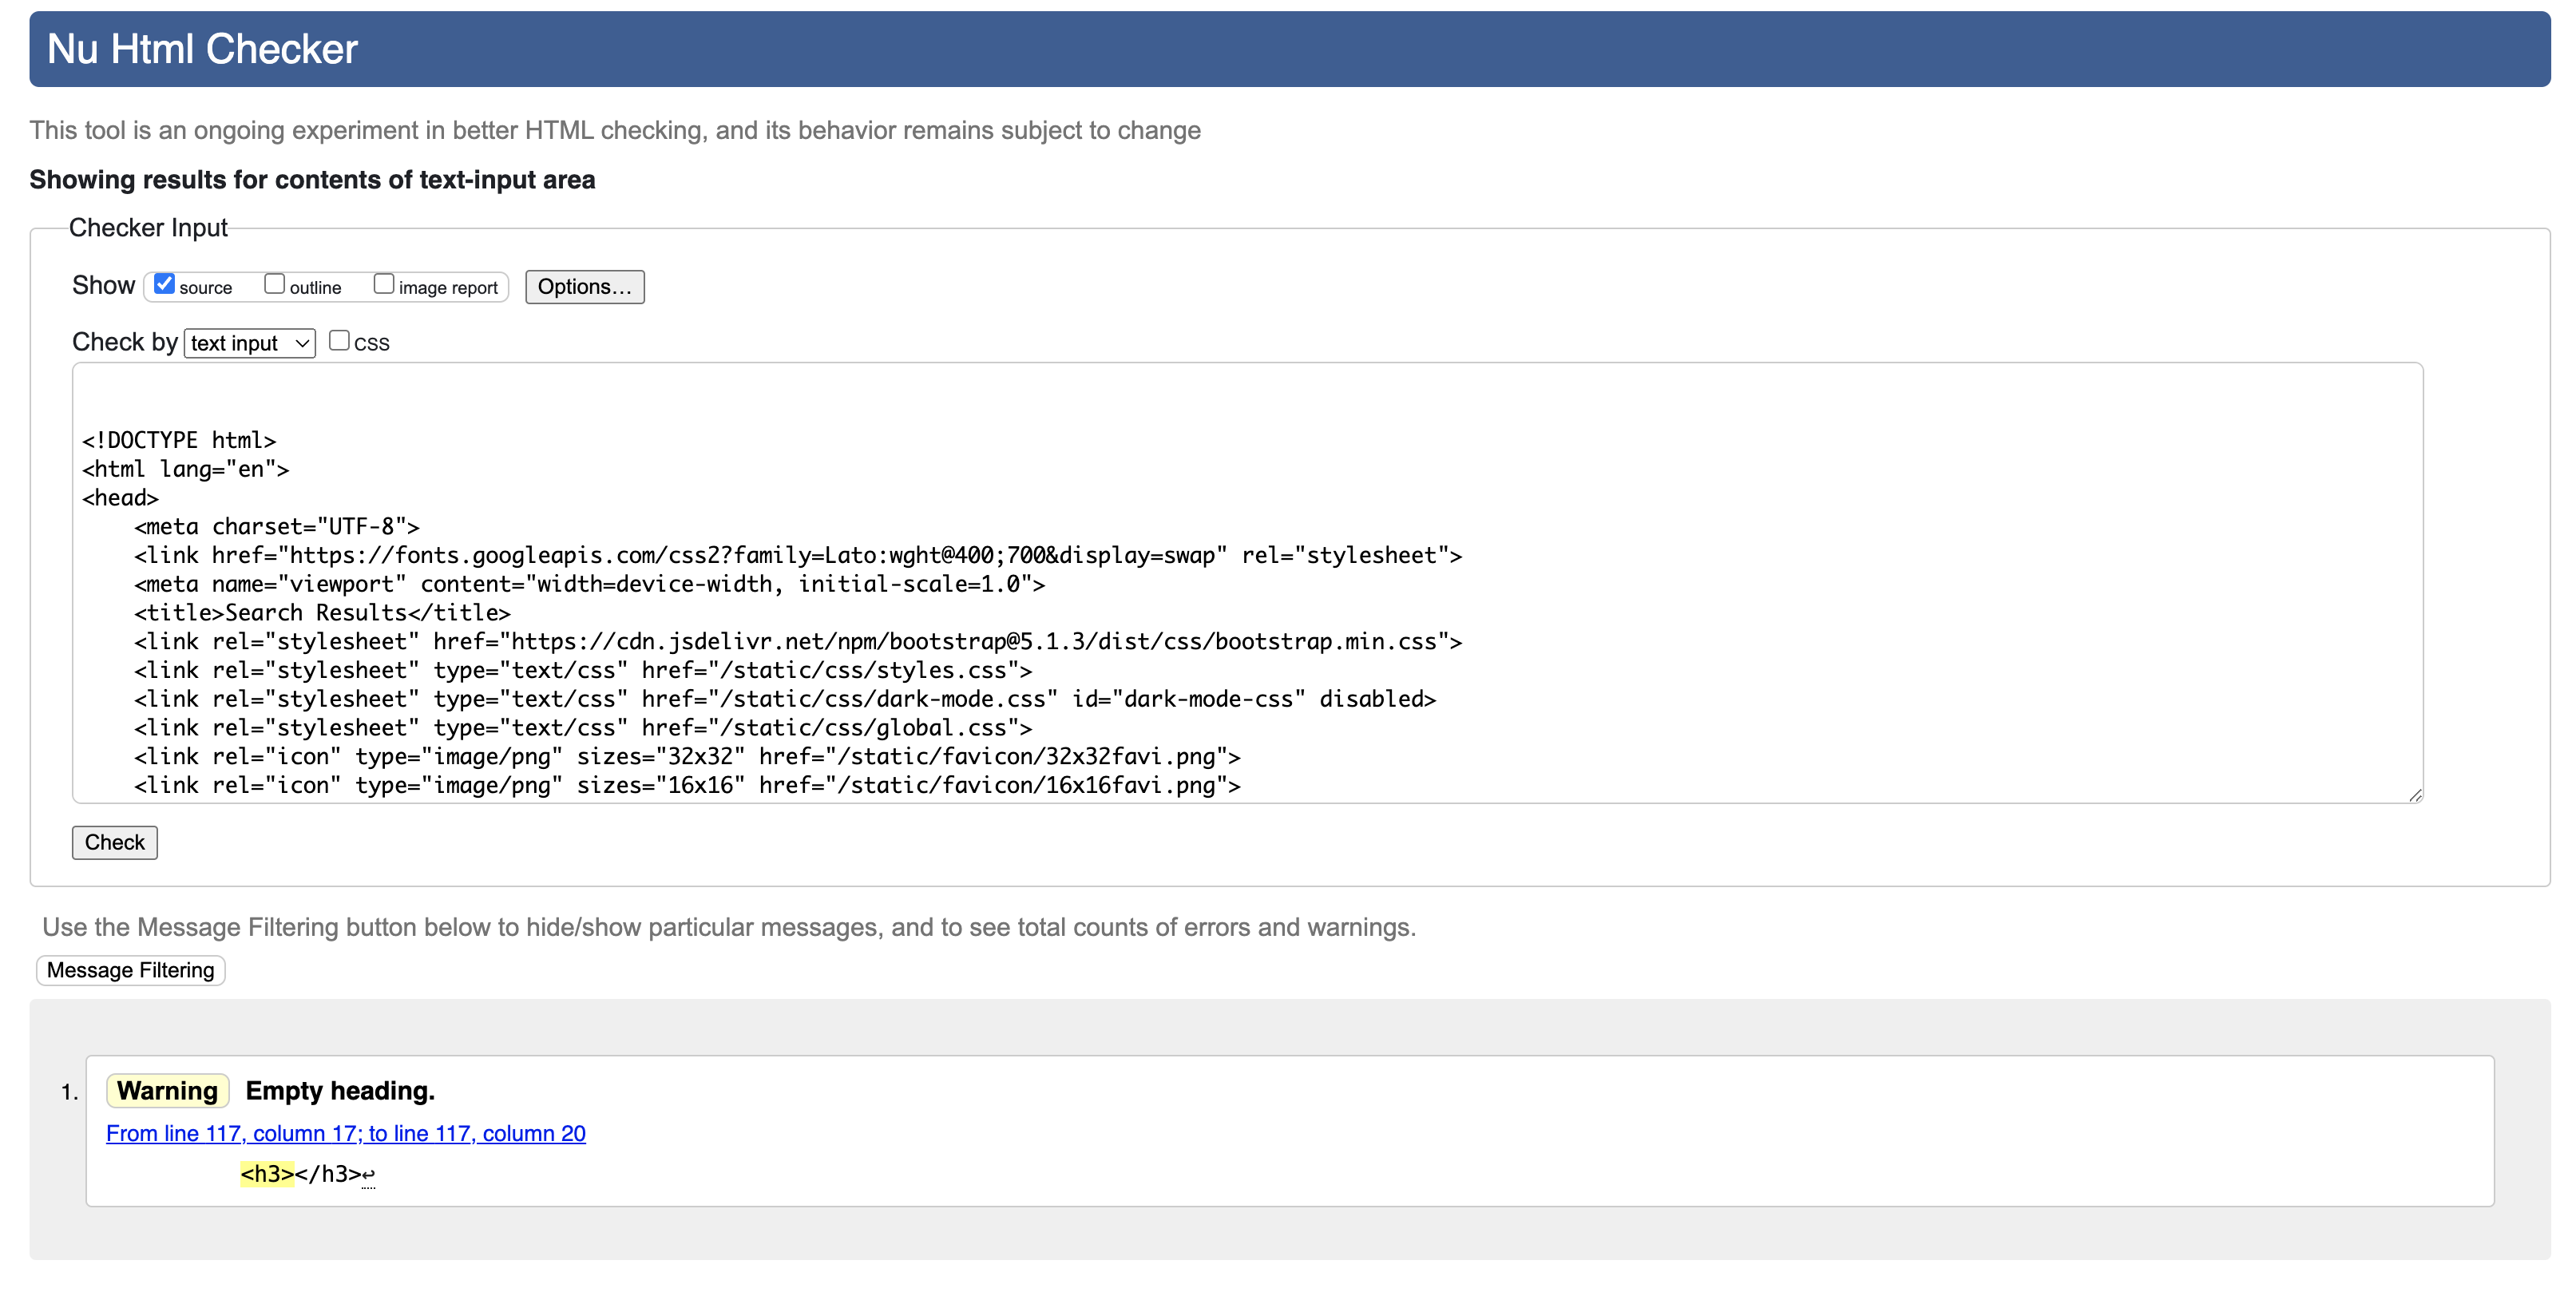 Nu Html Checker
This tool is an ongoing experiment in better HTML checking, and its behavior remains subject to change
Showing results for contents of text-input area
Checker Input
Show source outline image report Options...
Check by text input CSS
<!DOCTYPE html>
<html lang="en">
<head>
    <meta charset="UTF-8">
    <link href="https://fonts.googleapis.com/css2?family=Lato:wght@400;700&display=swap" rel="stylesheet">
    <meta name="viewport" content="width=device-width, initial-scale=1.0">
    <title>Search Results</title>
    <link rel="stylesheet" href="https://cdn.jsdelivr.net/npm/bootstrap@5.1.3/dist/css/bootstrap.min.css">
    <link rel="stylesheet" type="text/css" href="/static/css/styles.css">
    <link rel="stylesheet" type="text/css" href="/static/css/dark-mode.css" id="dark-mode-css" disabled>
    <link rel="stylesheet" type="text/css" href="/static/css/global.css">
    <link rel="icon" type="image/png" sizes="32x32" href="/static/favicon/32x32favi.png">
    <link rel="icon" type="image/png" sizes="16x16" href="/static/favicon/16x16favi.png">
Check
Use the Message Filtering button below to hide/show particular messages, and to see total counts of errors and warnings.
Message Filtering
1. Warning Empty heading.
From line 117, column 17; to line 117, column 20
<h3></h3>↩